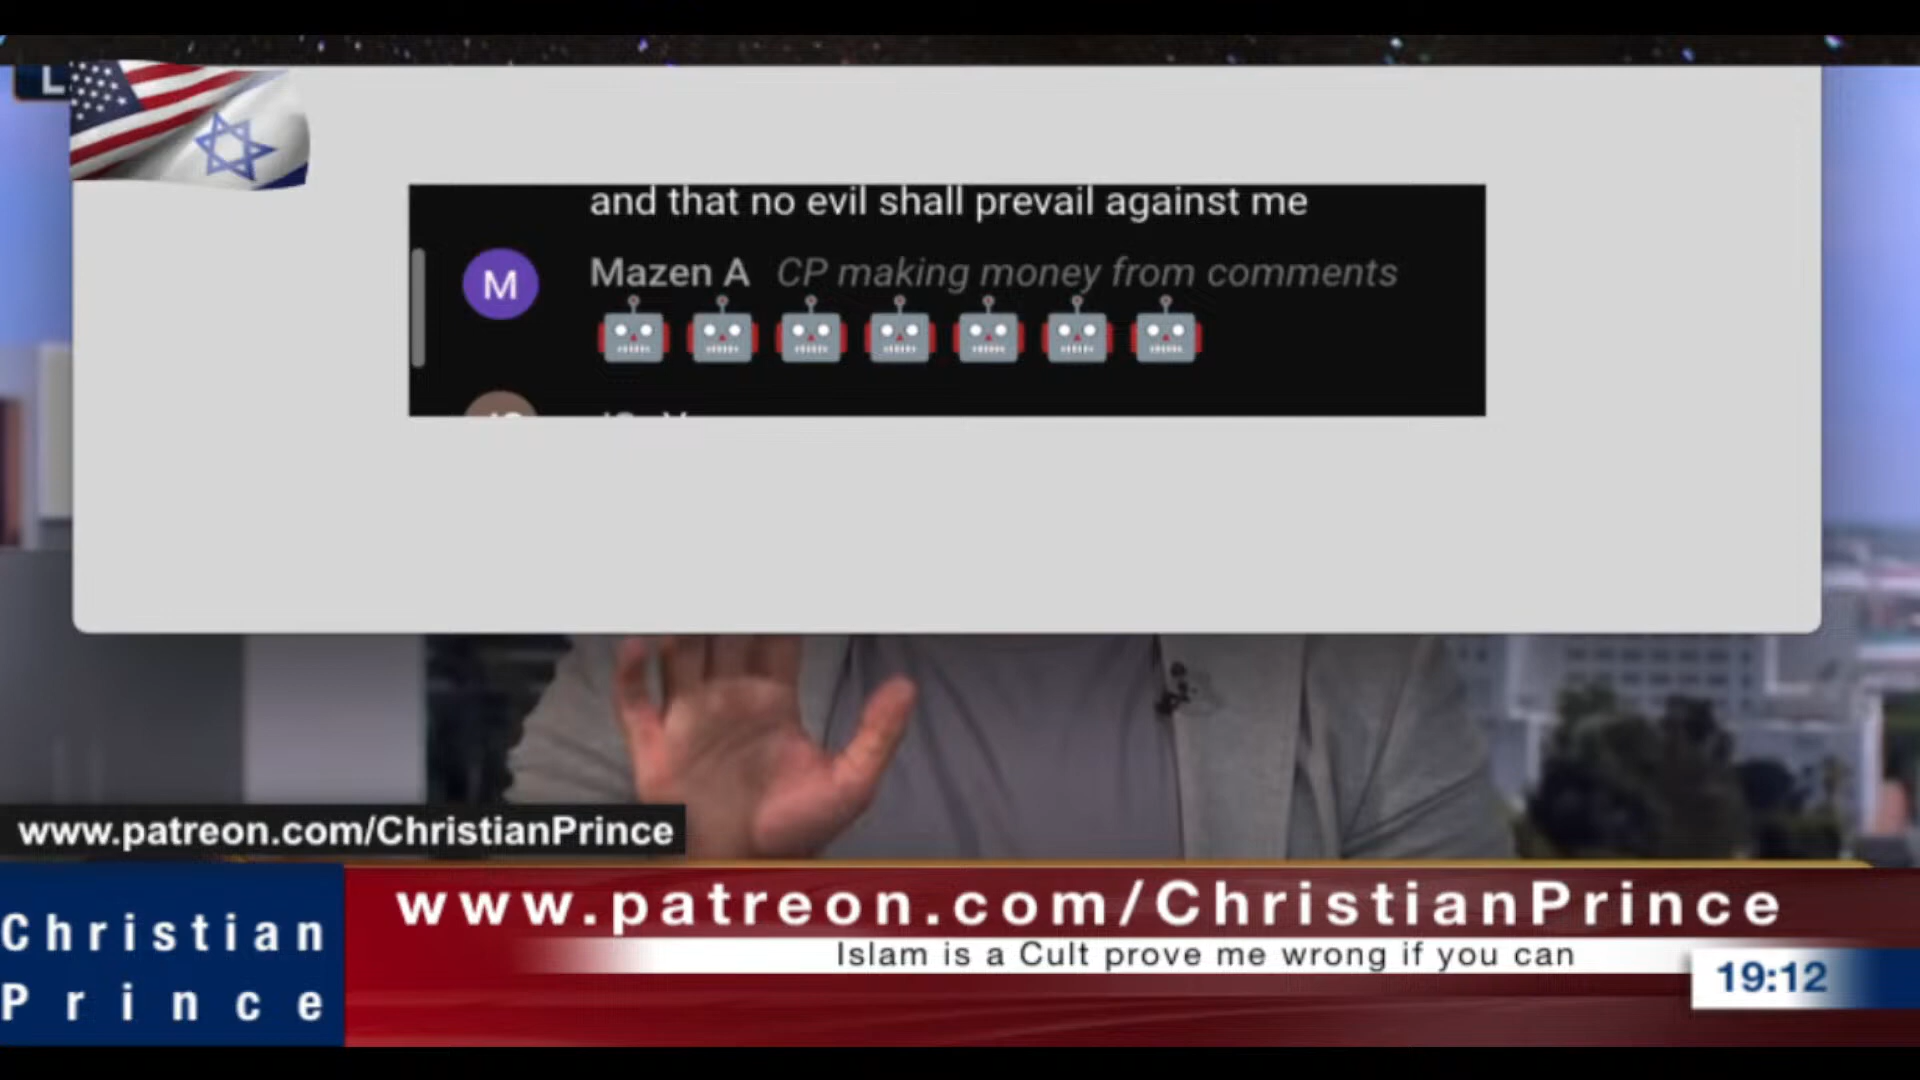 L
and that no evil shall prevail against me
M
Mazen A CP making money from comments
www.patreon.com/ChristianPrince
Christian
Prince
www.patreon.com/ChristianPrince
Islam is a Cult prove me wrong if you can
19:12